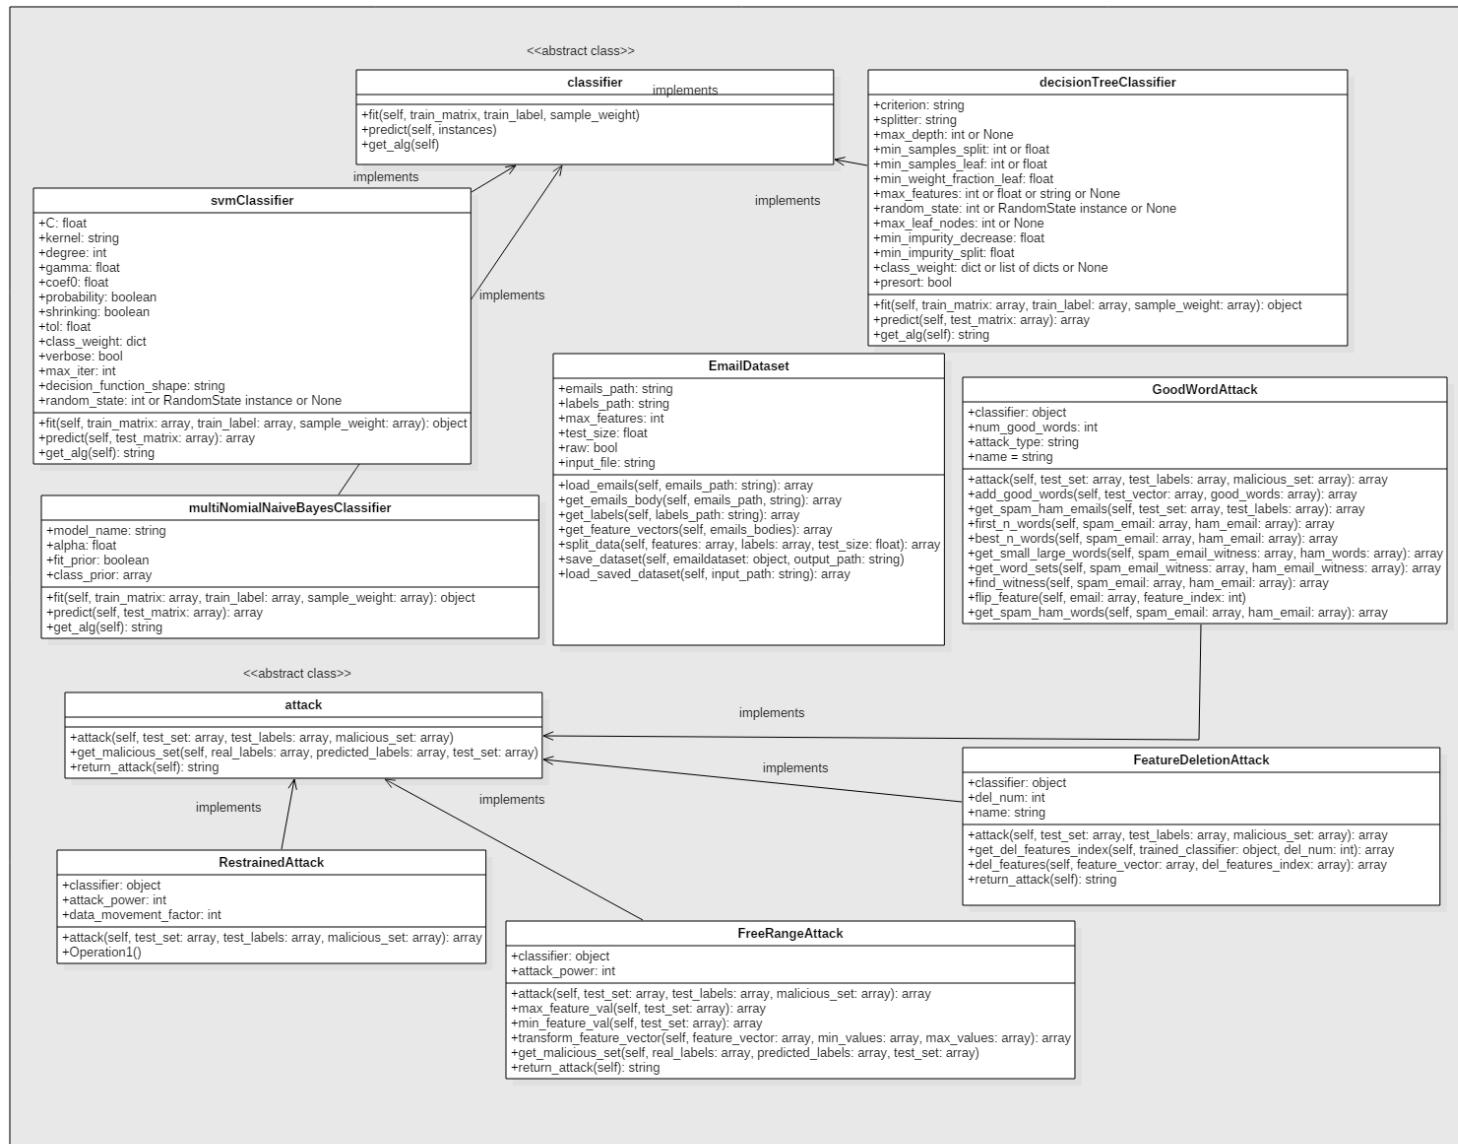 <<abstract class>>
classifier
implements
+fit(self, train_matrix, train_label, sample_weight)
+predict(self, instances)
+get_alg(self)
decisionTreeClassifier
+criterion: string
+splitter: string
+max_depth: int or None
+min_samples_split: int or float
+min_samples_leaf: int or float
+min_weight_fraction_leaf: float
+max_features: int or float or string or None
+random_state: int or RandomState instance or None
+max_leaf_nodes: int or None
+min_impurity_decrease: float
+min_impurity_split: float
+class_weight: dict or list of dicts or None
+presort: bool
+fit(self, train_matrix: array, train_label: array, sample_weight: array): object
+predict(self, test_matrix: array): array
+get_alg(self): string
implements
implements
implements
svmClassifier
+C: float
+kernel: string
+degree: int
+gamma: float
+coef0: float
+probability: boolean
+shrinking: boolean
+tol: float
+class_weight: dict
+verbose: bool
+max_iter: int
+decision_function_shape: string
+random_state: int or RandomState instance or None
+fit(self, train_matrix: array, train_label: array, sample_weight: array): object
+predict(self, test_matrix: array): array
+get_alg(self): string
EmailDataset
+emails_path: string
+labels_path: string
+max_features: int
+test_size: float
+raw: bool
+input_file: string
+load_emails(self, emails_path: string): array
+get_emails_body(self, emails_path, string): array
+get_labels(self, labels_path: string): array
+get_feature_vectors(self, emails_bodies): array
+split_data(self, features: array, labels: array, test_size: float): array
+save_dataset(self, emaildataset: object, output_path: string)
+load_saved_dataset(self, input_path: string): array
GoodWordAttack
+classifier: object
+num_good_words: int
+attack_type: string
+name = string
+attack(self, test_set: array, test_labels: array, malicious_set: array): array
+add_good_words(self, test_vector: array, good_words: array): array
+get_spam_ham_emails(self, test_set: array, test_labels: array): array
+first_n_words(self, spam_email: array, ham_email: array): array
+best_n_words(self, spam_email: array, ham_email: array): array
+get_small_large_words(self, spam_email_witness: array, ham_words: array): array
+get_word_sets(self, spam_email_witness: array, ham_email_witness: array): array
+find_witness(self, spam_email: array, ham_email: array): array
+flip_feature(self, email: array, feature_index: int)
+get_spam_ham_words(self, spam_email: array, ham_email: array): array
multiNomialNaiveBayesClassifier
+model_name: string
+alpha: float
+fit_prior: boolean
+class_prior: array
+fit(self, train_matrix: array, train_label: array, sample_weight: array): object
+predict(self, test_matrix: array): array
+get_alg(self): string
<<abstract class>>
attack
+attack(self, test_set: array, test_labels: array, malicious_set: array)
+get_malicious_set(self, real_labels: array, predicted_labels: array, test_set: array)
+return_attack(self): string
implements
implements
implements
implements
FeatureDeletionAttack
+classifier: object
+del_num: int
+name: string
+attack(self, test_set: array, test_labels: array, malicious_set: array): array
+get_del_features_index(self, trained_classifier: object, del_num: int): array
+del_features(self, feature_vector: array, del_features_index: array): array
+return_attack(self): string
RestrainedAttack
+classifier: object
+attack_power: int
+data_movement_factor: int
+attack(self, test_set: array, test_labels: array, malicious_set: array): array
+Operation1()
FreeRangeAttack
+classifier: object
+attack_power: int
+attack(self, test_set: array, test_labels: array, malicious_set: array): array
+max_feature_val(self, test_set: array): array
+min_feature_val(self, test_set: array): array
+transform_feature_vector(self, feature_vector: array, min_values: array, max_values: array): array
+get_malicious_set(self, real_labels: array, predicted_labels: array, test_set: array)
+return_attack(self): string